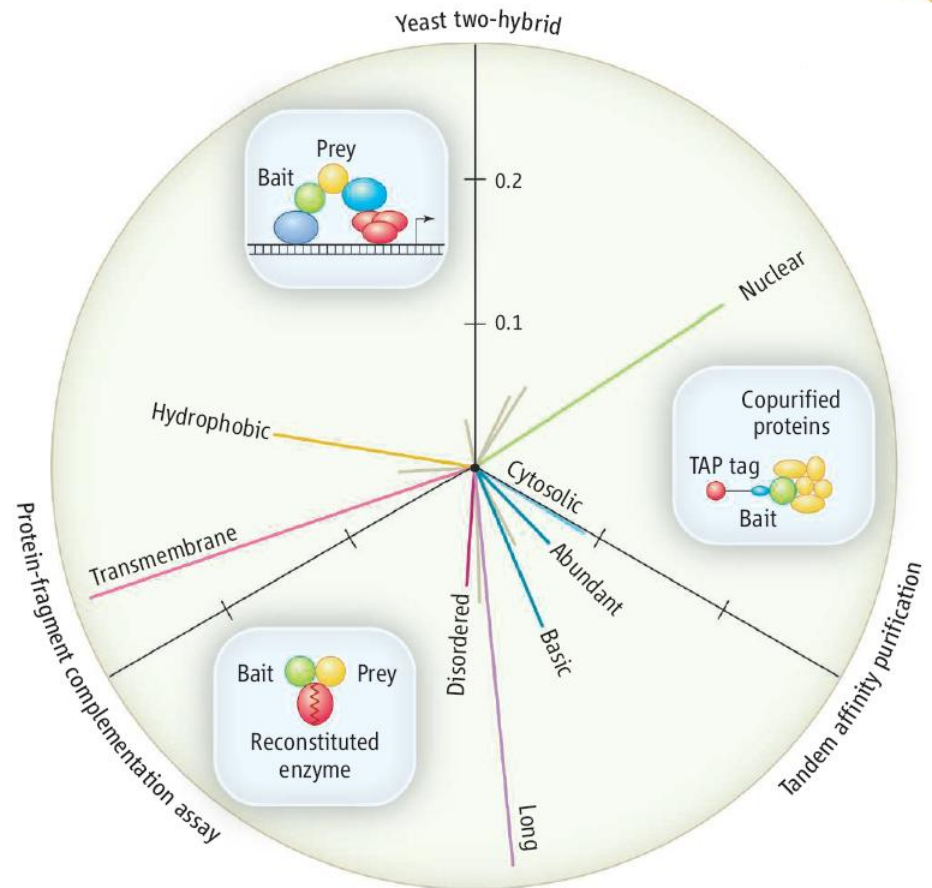 Yeast two-hybrid
Prey
Bait
0.2
Nuclear
0.1
Copurified
proteins
TAP tag
Bait
Hydrophobic
Cytosolic
Transmembrane
Abundant
Basic
Disordered
Long
Bait
Prey
Reconstituted
enzyme
Protein-fragment complementation assay
Tandem affinity purification